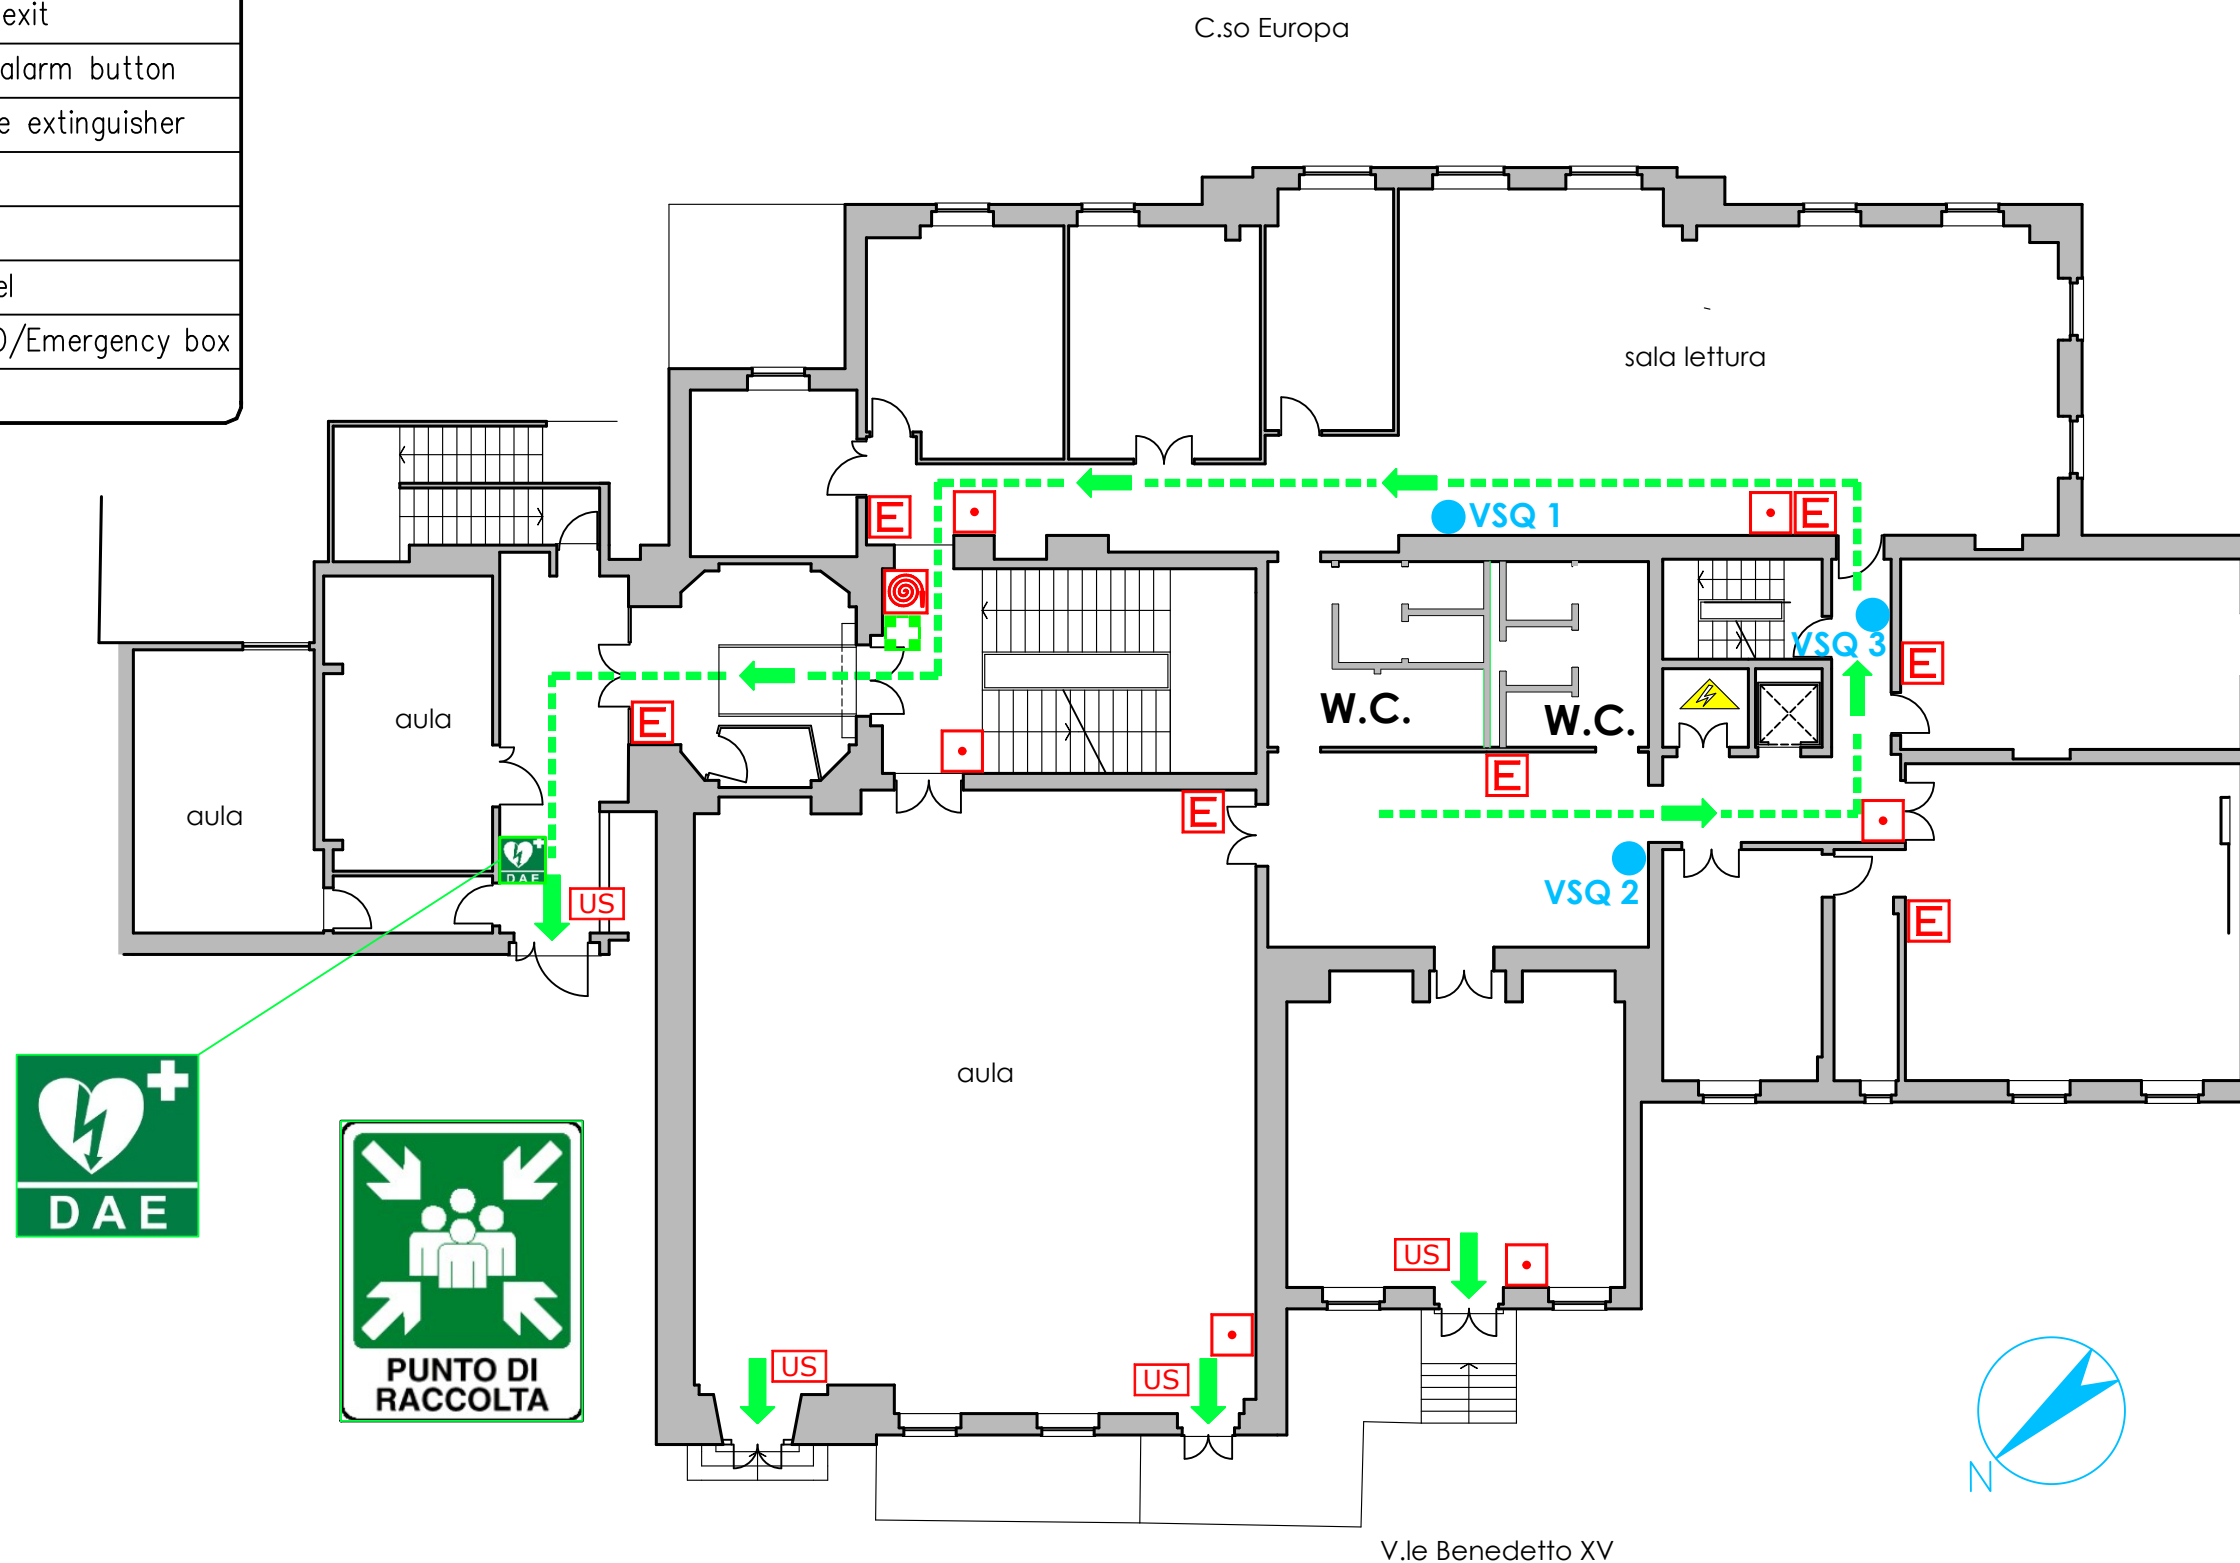 exit
alarm button
extinguisher
/Emergency box
C.so Europa
sala lettura
E
E
VSQ 1
VSQ 3
E
E
W.C.
W.C.
aula
E
aula
E
DAE
VSQ 2
US
E
aula
DAE
US
PUNTO DI
RACCOLTA
US
US
N
V.le Benedetto XV